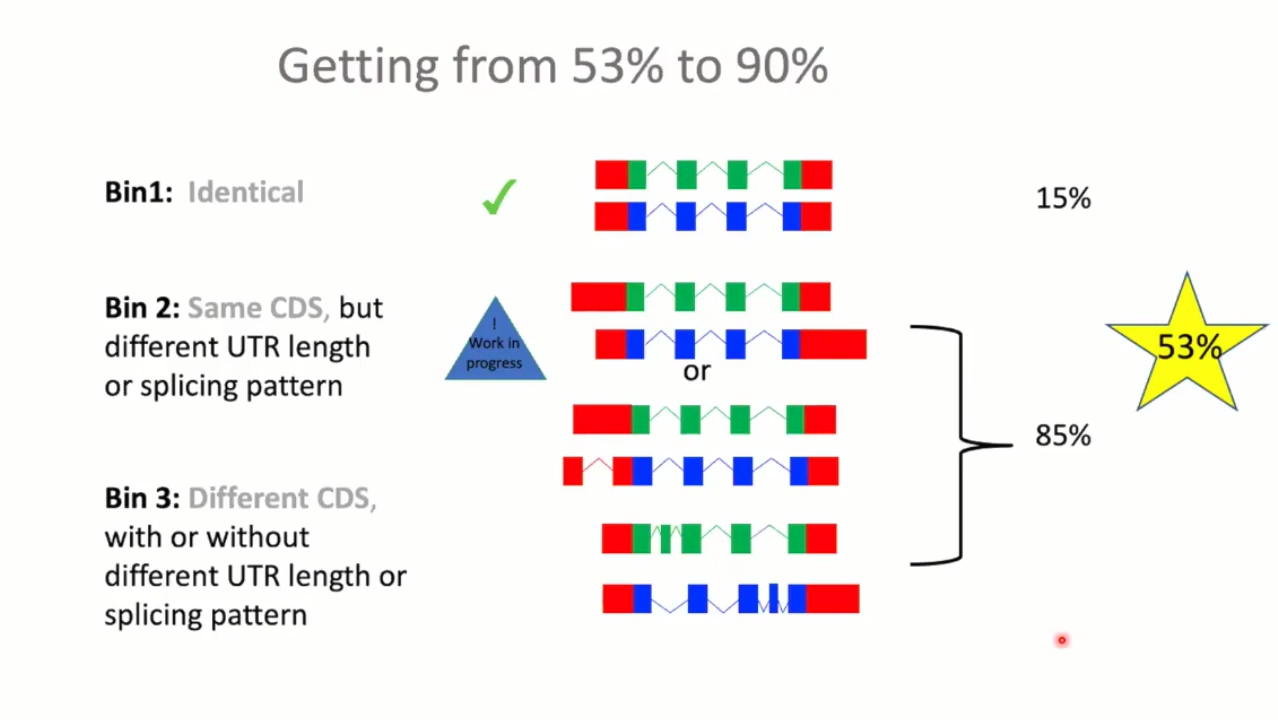 Getting from 53% to 90%
Bin1: Identical
15%
Bin 2: Same CDS, but
different UTR length
or splicing pattern
!
Work in
progress
or
53%
85%
Bin 3: Different CDS,
with or without
different UTR length or
splicing pattern